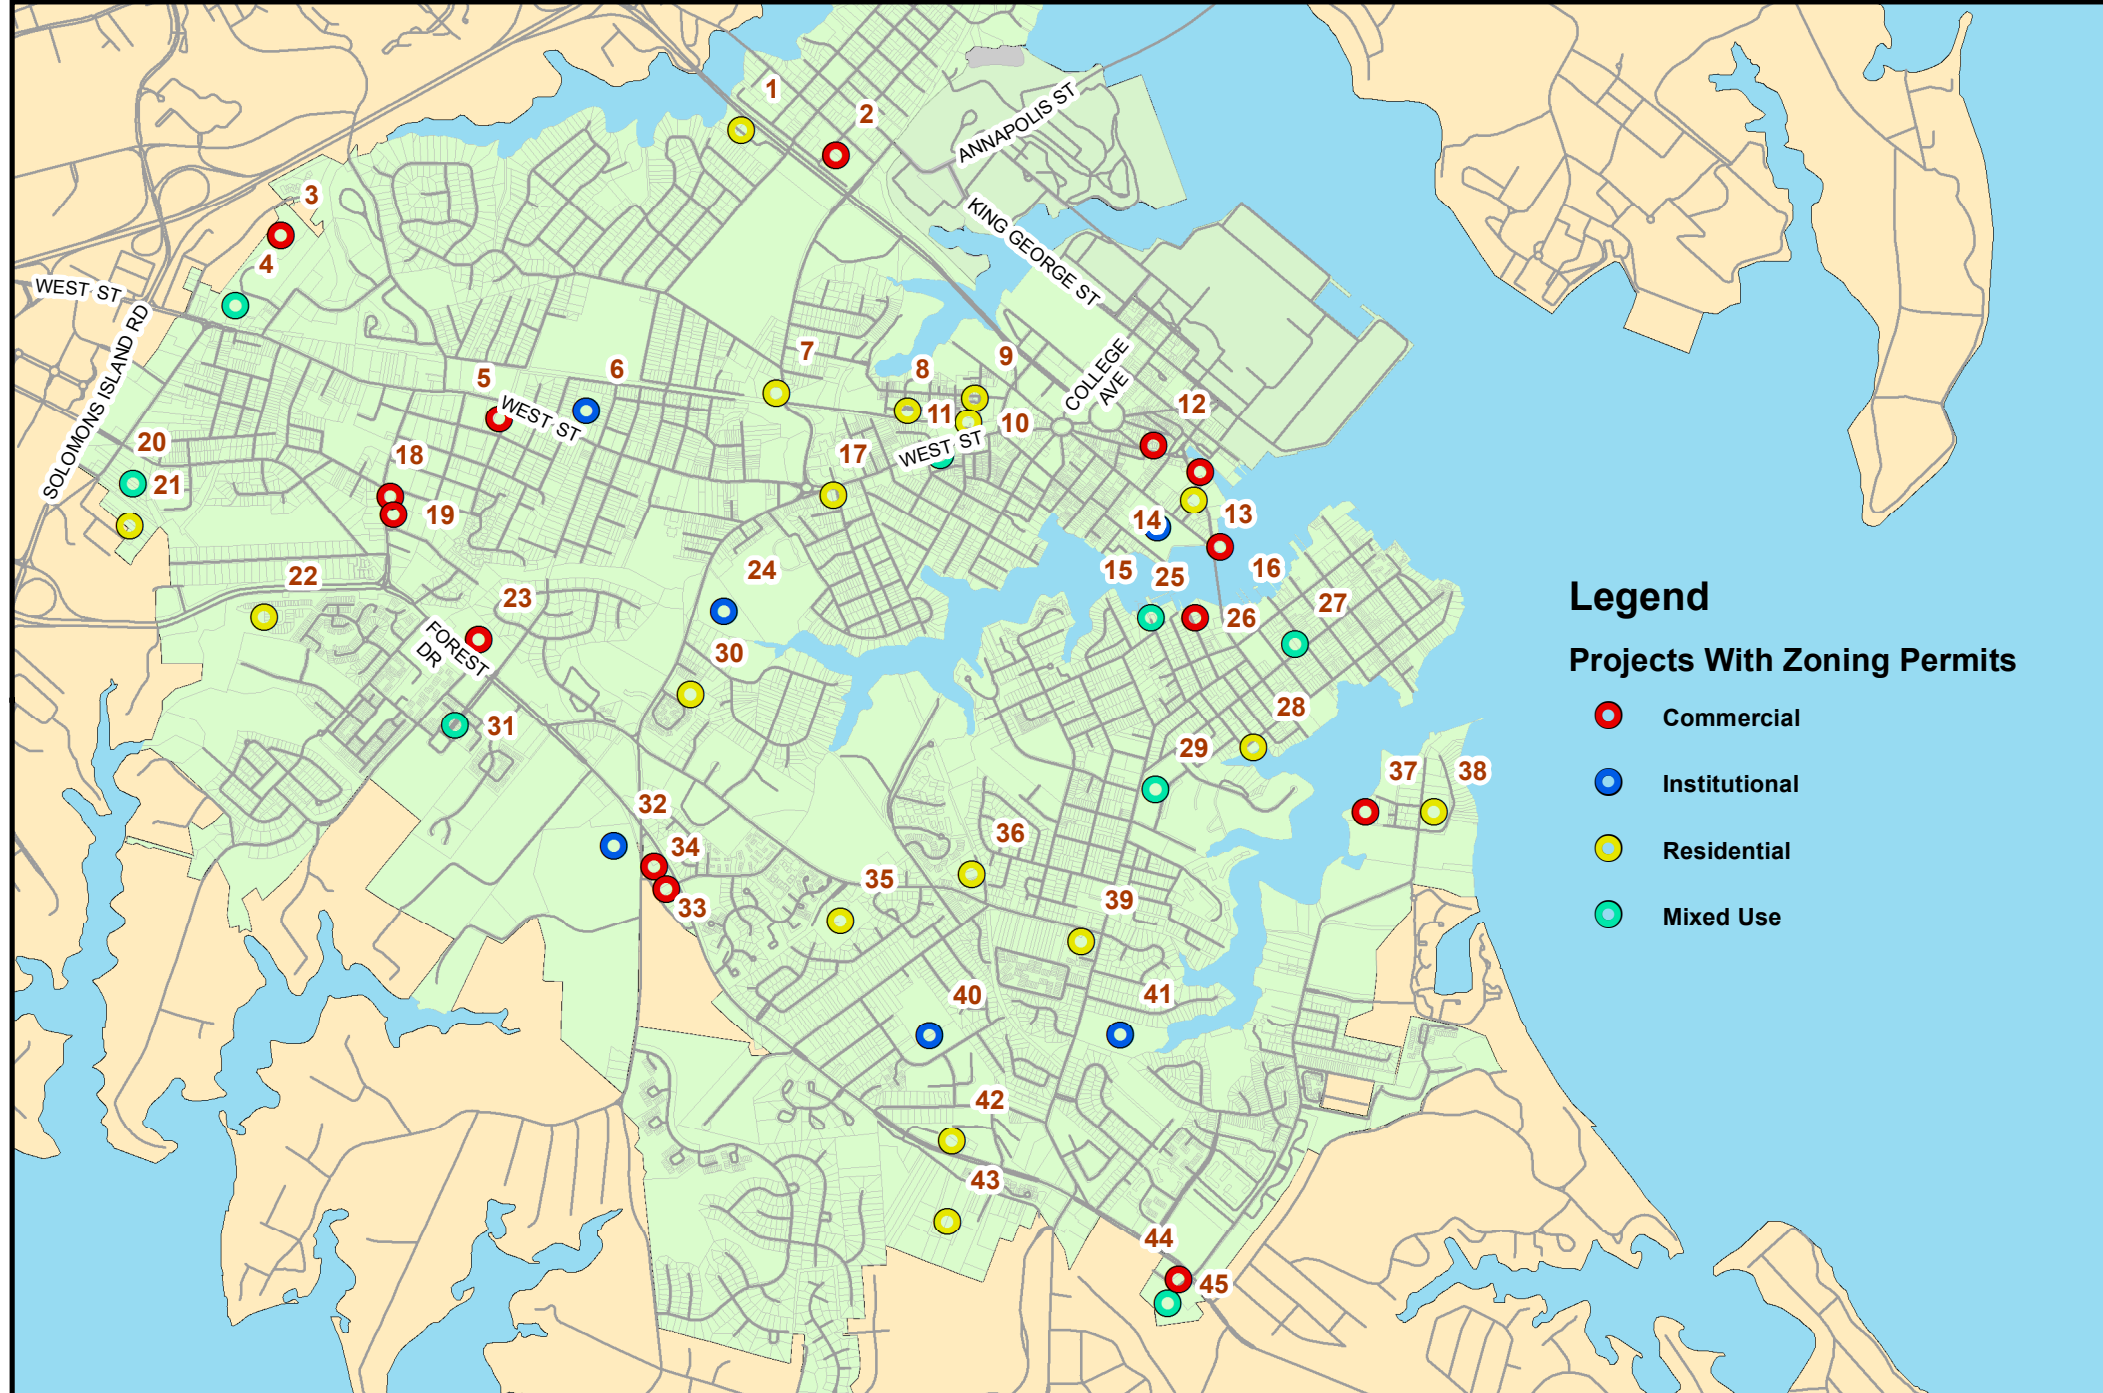 1
2
ANNAPOLIS ST
3
KING GEORGE ST
4
WEST ST
SOLOMONS ISLAND RD
7
9
COLLEGE
AVE
8
6
5
WEST ST
12
11
10
WEST ST
20
18
17
21
19
13
14
22
24
15
25
16
23
27
26
FOREST
DR
30
28
31
29
37
38
32
36
34
35
33
39
40
41
42
43
44
45
Legend
Projects With Zoning Permits
Commercial
Institutional
Residential
Mixed Use